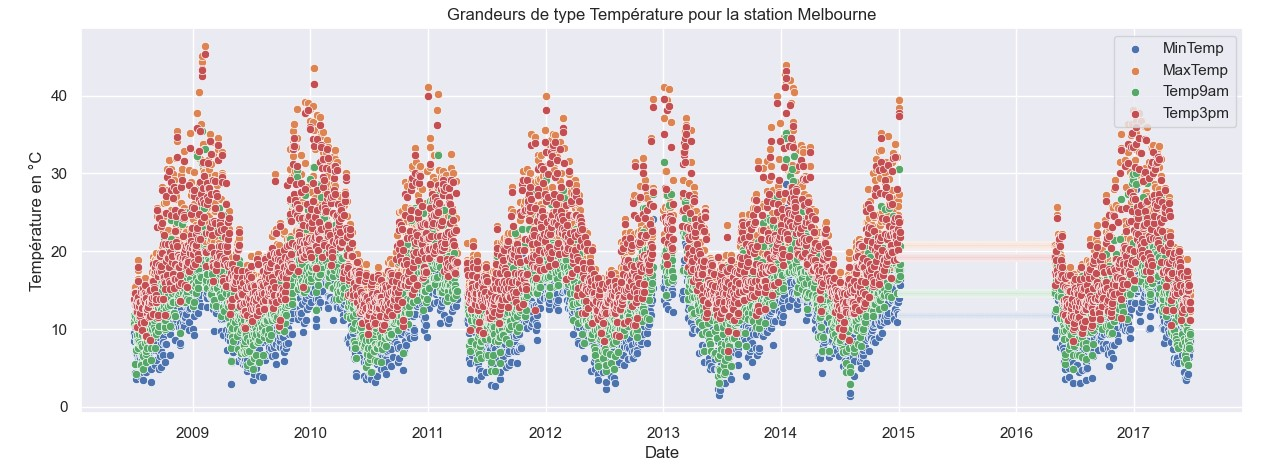 Grandeurs de type Température pour la station Melbourne
MinTemp
MaxTemp
Temp9am
Temp3pm
Température en °C
40
30
20
10
0
2009 2010 2011 2012 2013 2014 2015 2016 2017
Date